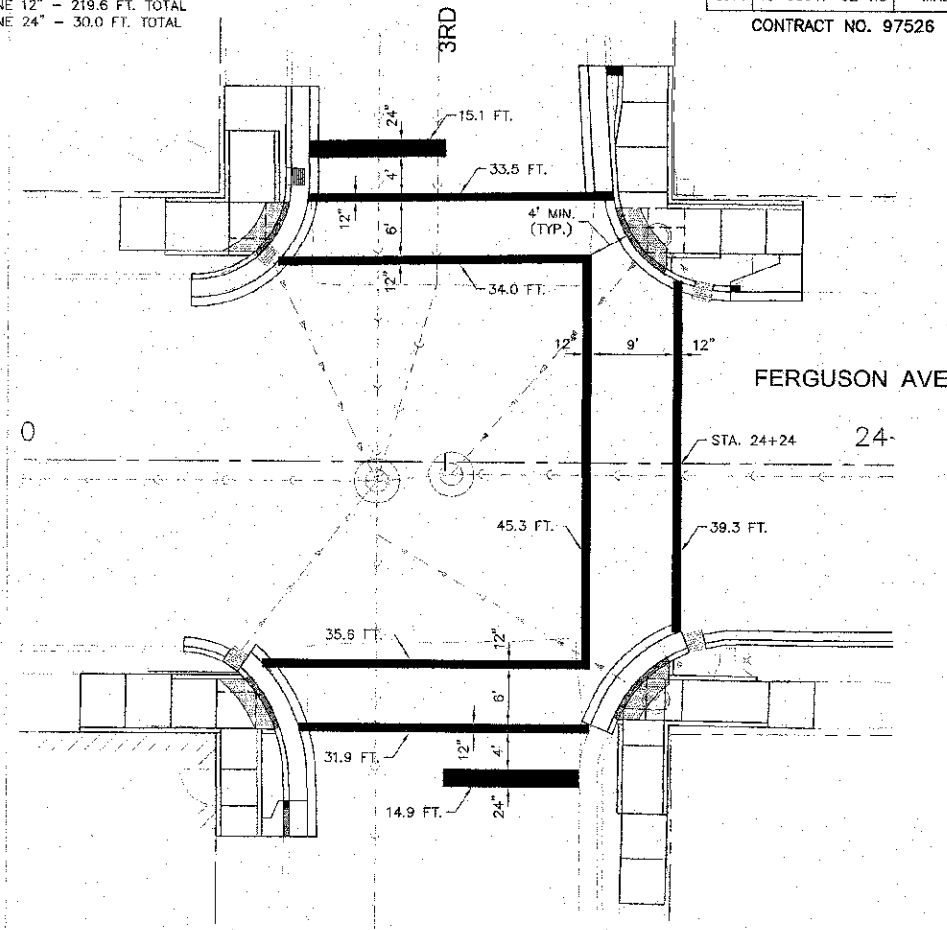 NE 12" – 219.6 FT. TOTAL
NE 24" – 30.0 FT. TOTAL
CONTRACT NO. 97526
3RD
24"
15.1 FT.
4'
33.5 FT.
12"
6'
4' MIN.
(TYP.)
12"
34.0 FT.
12"
9'
12"
FERGUSON AVE
0
STA. 24+24
24-
45.3 FT.
39.3 FT.
35.6 FT.
12"
6'
31.9 FT.
12"
4'
14.9 FT.
24"